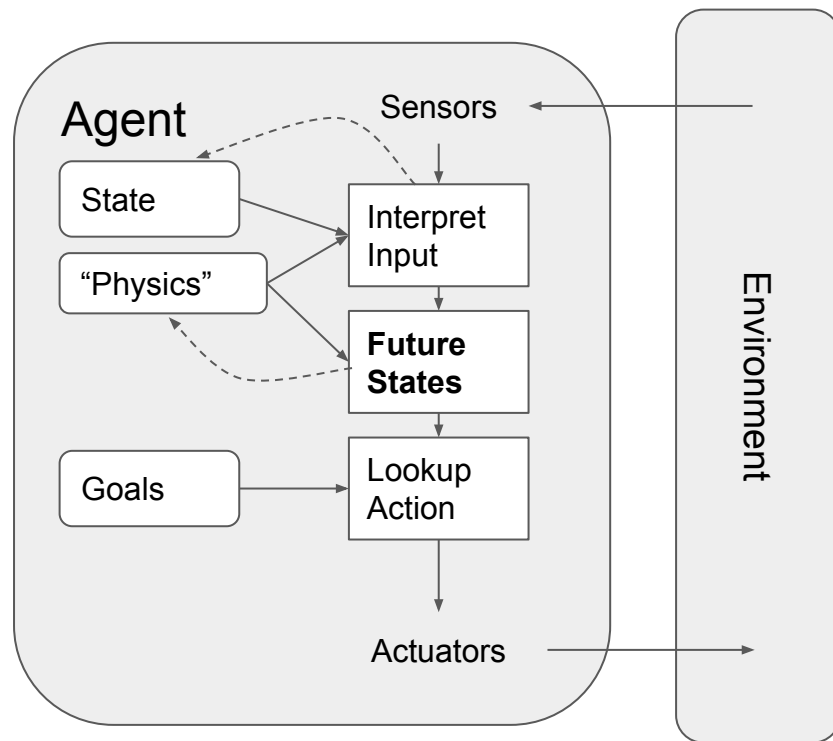 Agent
Sensors
State
Interpret
Input
“Physics”
Future
States
Goals
Lookup
Action
Actuators
Environment